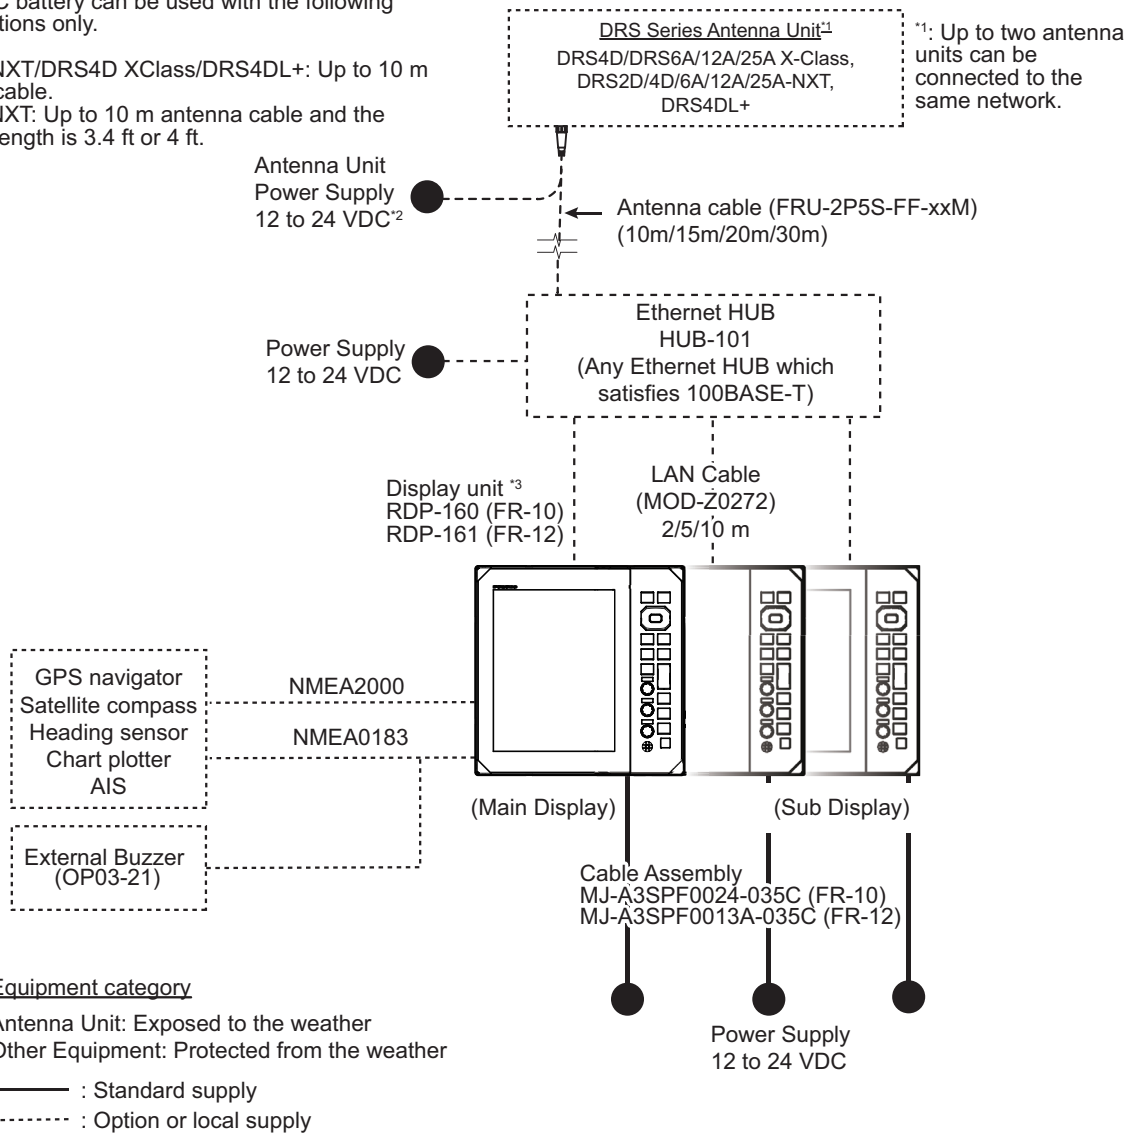 C battery can be used with the following
tions only.
NXT/DRS4D XClass/DRS4DL+: Up to 10 m
cable.
NXT: Up to 10 m antenna cable and the
ength is 3.4 ft or 4 ft.
DRS Series Antenna Unit*1
DRS4D/DRS6A/12A/25A X-Class,
DRS2D/4D/6A/12A/25A-NXT,
DRS4DL+
*1: Up to two antenna
units can be
connected to the
same network.
Antenna Unit
Power Supply
12 to 24 VDC*2
Antenna cable (FRU-2P5S-FF-xxM)
(10m/15m/20m/30m)
Ethernet HUB
HUB-101
(Any Ethernet HUB which
satisfies 100BASE-T)
Power Supply
12 to 24 VDC
Display unit *3
RDP-160 (FR-10)
RDP-161 (FR-12)
LAN Cable
(MOD-Z0272)
2/5/10 m
GPS navigator
Satellite compass
Heading sensor
Chart plotter
AIS
NMEA2000
NMEA0183
External Buzzer
(OP03-21)
(Main Display)
(Sub Display)
Cable Assembly
MJ-A3SPF0024-035C (FR-10)
MJ-A3SPF0013A-035C (FR-12)
Power Supply
12 to 24 VDC
Equipment category
Antenna Unit: Exposed to the weather
Other Equipment: Protected from the weather
: Standard supply
: Option or local supply